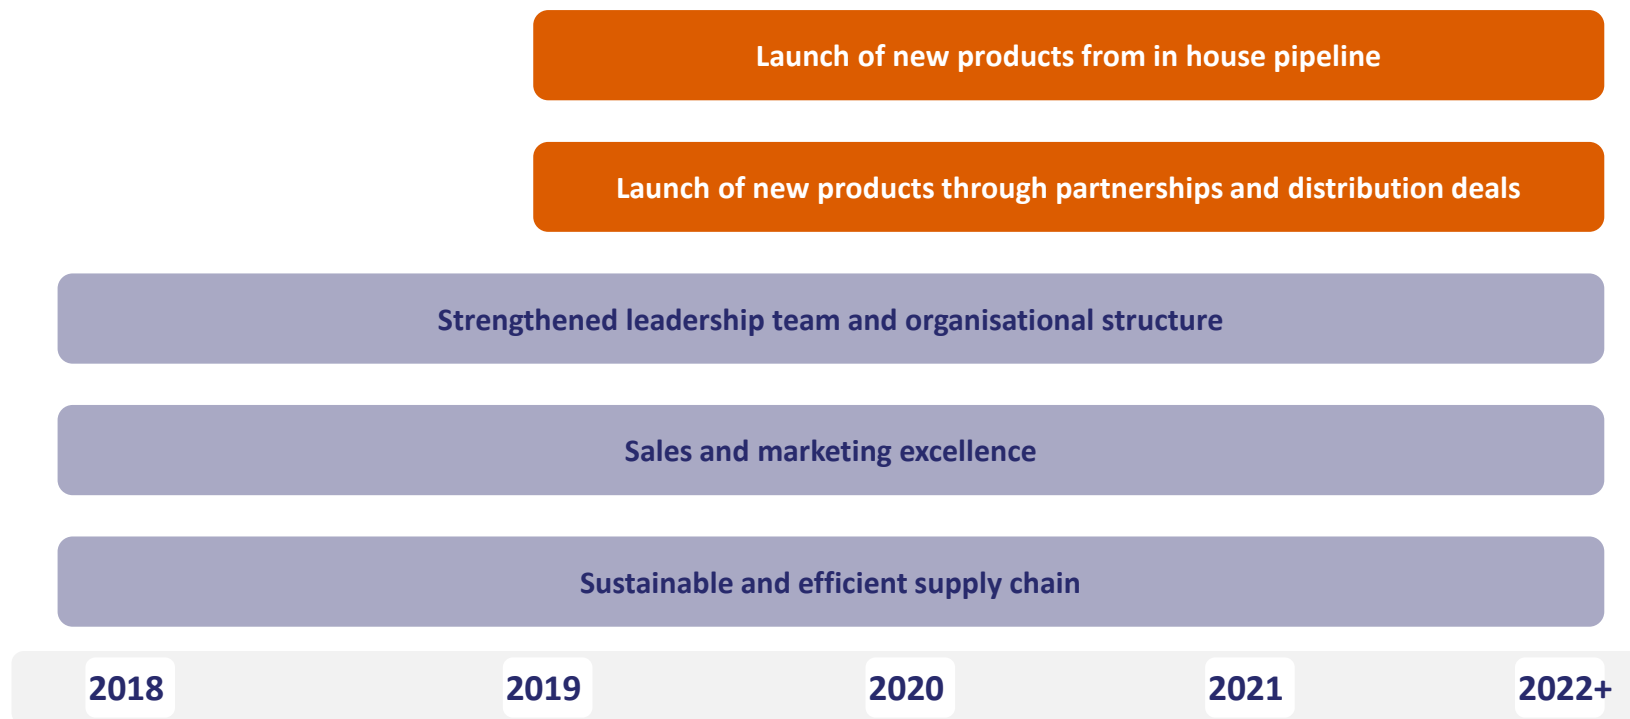 Launch of new products from in house pipeline
Launch of new products through partnerships and distribution deals
Strengthened leadership team and organisational structure
Sales and marketing excellence
Sustainable and efficient supply chain
2018 2019 2020 2021 2022+